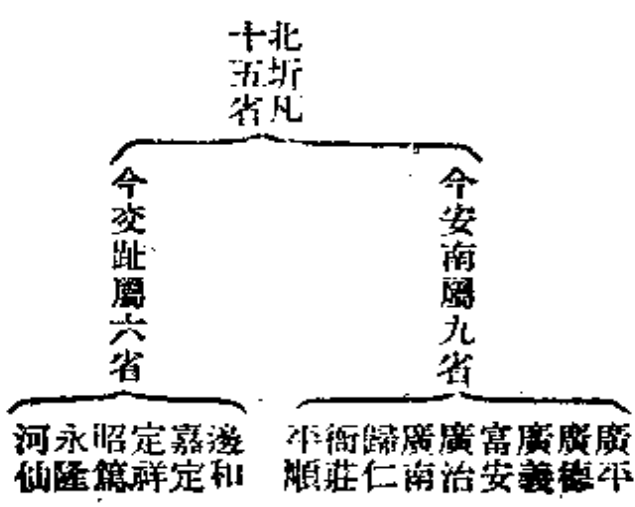 北圻凡
十五省
今安南屬九省
廣平
廣德
廣義
富安
廣治
廣南
歸仁
衙莊
平順
今交趾屬六省
邊和
嘉定
定祥
昭篤
永隆
河仙